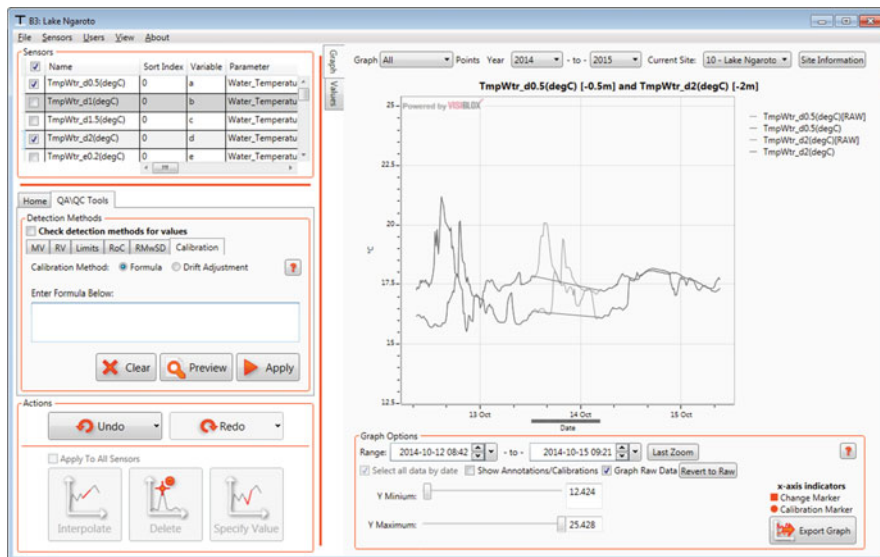 B3: Lake Ngaroto
File Sensors Users View About
Sensors
Name Sort Index Variable Parameter
TmpWtr_d0.5(degC) 0 a Water_Temperatu
TmpWtr_d1(degC) 0 b Water_Temperatu
TmpWtr_d1.5(degC) 0 c Water_Temperatu
TmpWtr_d2(degC) 0 d Water_Temperatu
TmpWtr_e0.2(degC) 0 e Water_Temperatu
Home QA\QC Tools
Detection Methods
Check detection methods for values
MV RV Limits RoC RMwSD Calibration
Calibration Method: Formula Drift Adjustment ?
Enter Formula Below:
Clear Preview Apply
Actions
Undo Redo
Apply To All Sensors
Interpolate Delete Specify Value
Graph
Values
Graph All Points Year 2014 - to - 2015 Current Site: 10 - Lake Ngaroto Site Information
TmpWtr_d0.5(degC) [-0.5m] and TmpWtr_d2(degC) [-2m]
Powered by VISIBLOX
TmpWtr_d0.5(degC)[RAW]
TmpWtr_d0.5(degC)
TmpWtr_d2(degC)[RAW]
TmpWtr_d2(degC)
25
22.5
20
°C
17.5
15
12.5
13 Oct 14 Oct 15 Oct
Date
Graph Options
Range: 2014-10-12 08:42 - to - 2014-10-15 09:21 Last Zoom ?
Select all data by date Show Annotations/Calibrations Graph Raw Data Revert to Raw
Y Minium: 12.424
Y Maximum: 25.428
x-axis indicators
Change Marker
Calibration Marker
Export Graph